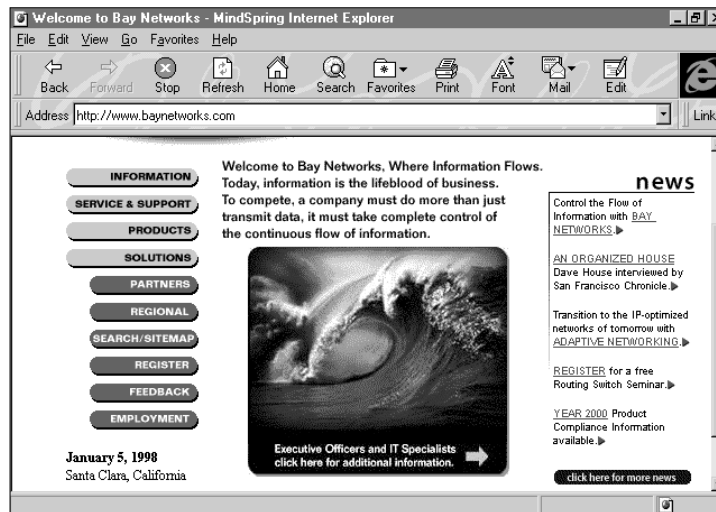 Welcome to Bay Networks - MindSpring Internet Explorer
File Edit View Go Favorites Help
Back Forward Stop Refresh Home Search Favorites Print Font Mail Edit
Address http://www.baynetworks.com Link
INFORMATION
SERVICE & SUPPORT
PRODUCTS
SOLUTIONS
PARTNERS
REGIONAL
SEARCH/SITEMAP
REGISTER
FEEDBACK
EMPLOYMENT
January 5, 1998
Santa Clara, California
Welcome to Bay Networks, Where Information Flows.
Today, information is the lifeblood of business.
To compete, a company must do more than just
transmit data, it must take complete control of
the continuous flow of information.
Executive Officers and IT Specialists
click here for additional information.
news
Control the Flow of
Information with BAY
NETWORKS.
AN ORGANIZED HOUSE
Dave House interviewed by
San Francisco Chronicle.
Transition to the IP-optimized
networks of tomorrow with
ADAPTIVE NETWORKING.
REGISTER for a free
Routing Switch Seminar.
YEAR 2000 Product
Compliance Information
available.
click here for more news